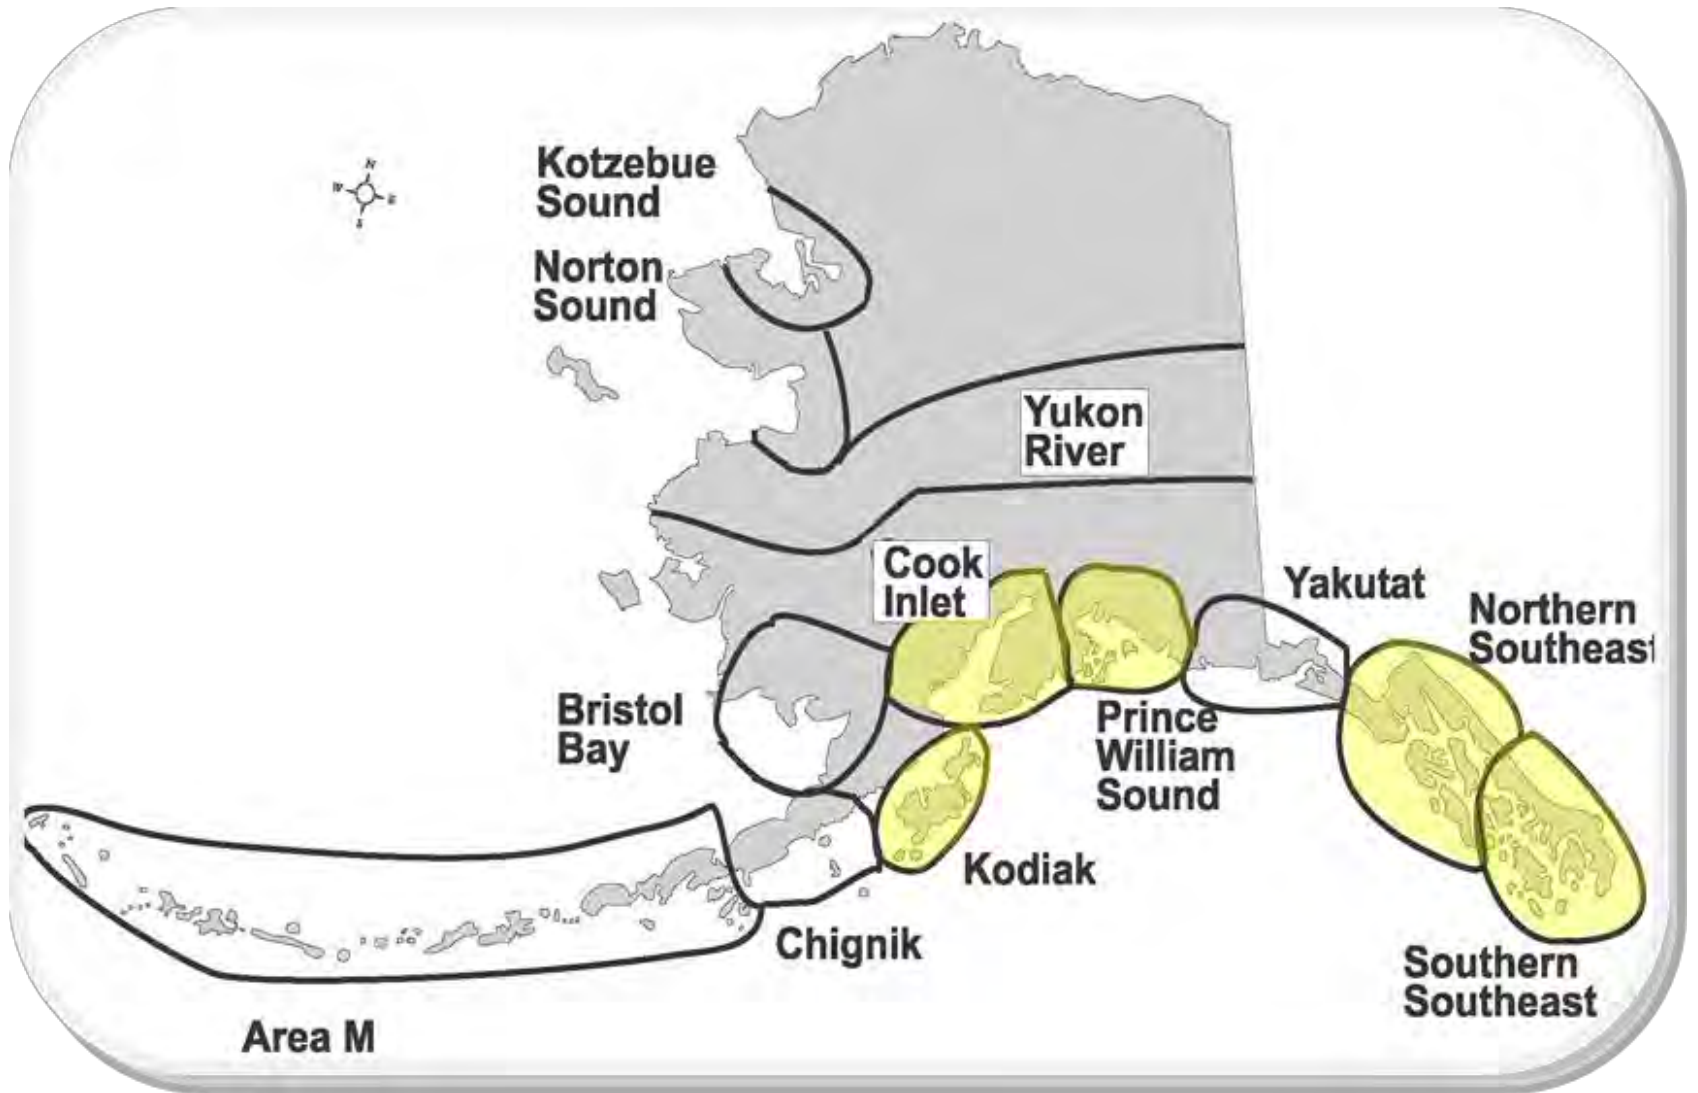 N
W
E
S
Kotzebue
Sound
Norton
Sound
Yukon
River
Cook
Inlet
Yakutat
Northern
Southeast
Bristol
Bay
Prince
William
Sound
Kodiak
Chignik
Southern
Southeast
Area M